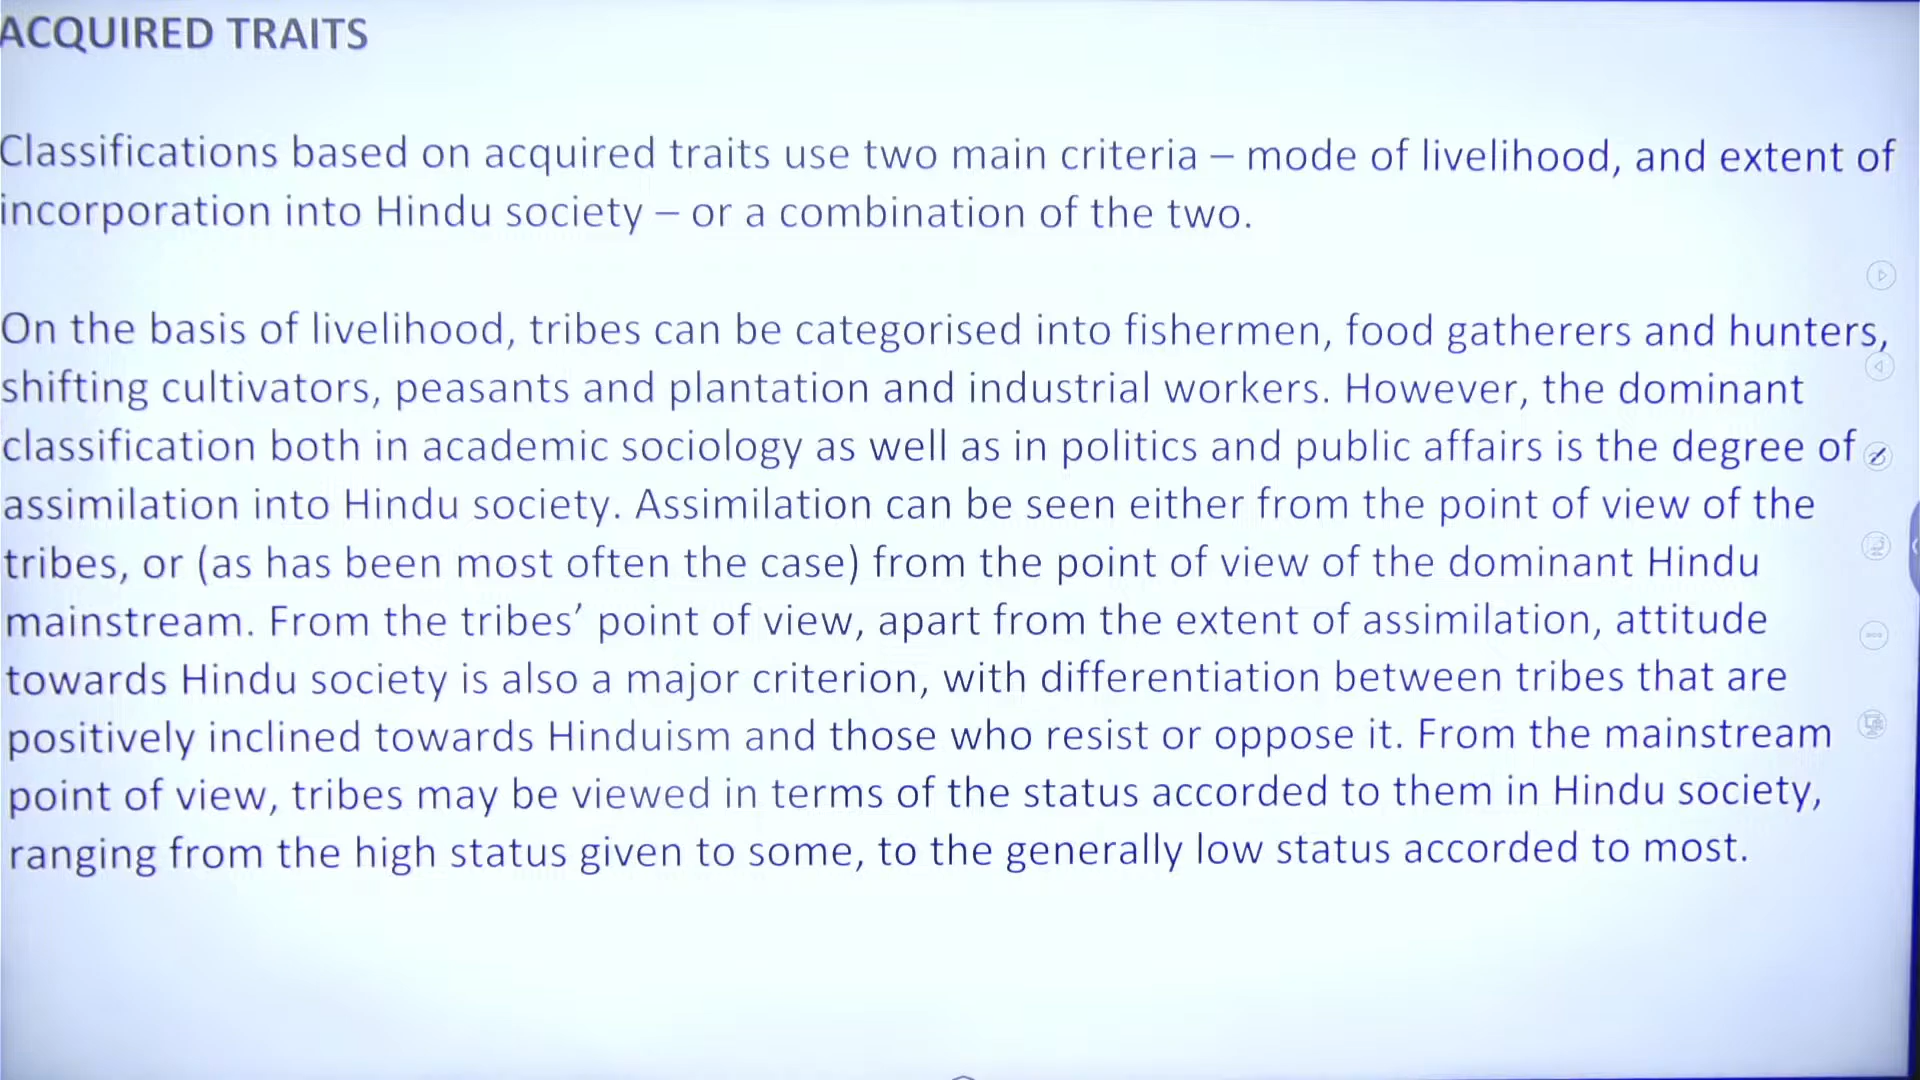 ACQUIRED TRAITS
Classifications based on acquired traits use two main criteria – mode of livelihood, and extent of
incorporation into Hindu society – or a combination of the two.
On the basis of livelihood, tribes can be categorised into fishermen, food gatherers and hunters,
shifting cultivators, peasants and plantation and industrial workers. However, the dominant
classification both in academic sociology as well as in politics and public affairs is the degree of
assimilation into Hindu society. Assimilation can be seen either from the point of view of the
tribes, or (as has been most often the case) from the point of view of the dominant Hindu
mainstream. From the tribes’ point of view, apart from the extent of assimilation, attitude
towards Hindu society is also a major criterion, with differentiation between tribes that are
positively inclined towards Hinduism and those who resist or oppose it. From the mainstream
point of view, tribes may be viewed in terms of the status accorded to them in Hindu society,
ranging from the high status given to some, to the generally low status accorded to most.